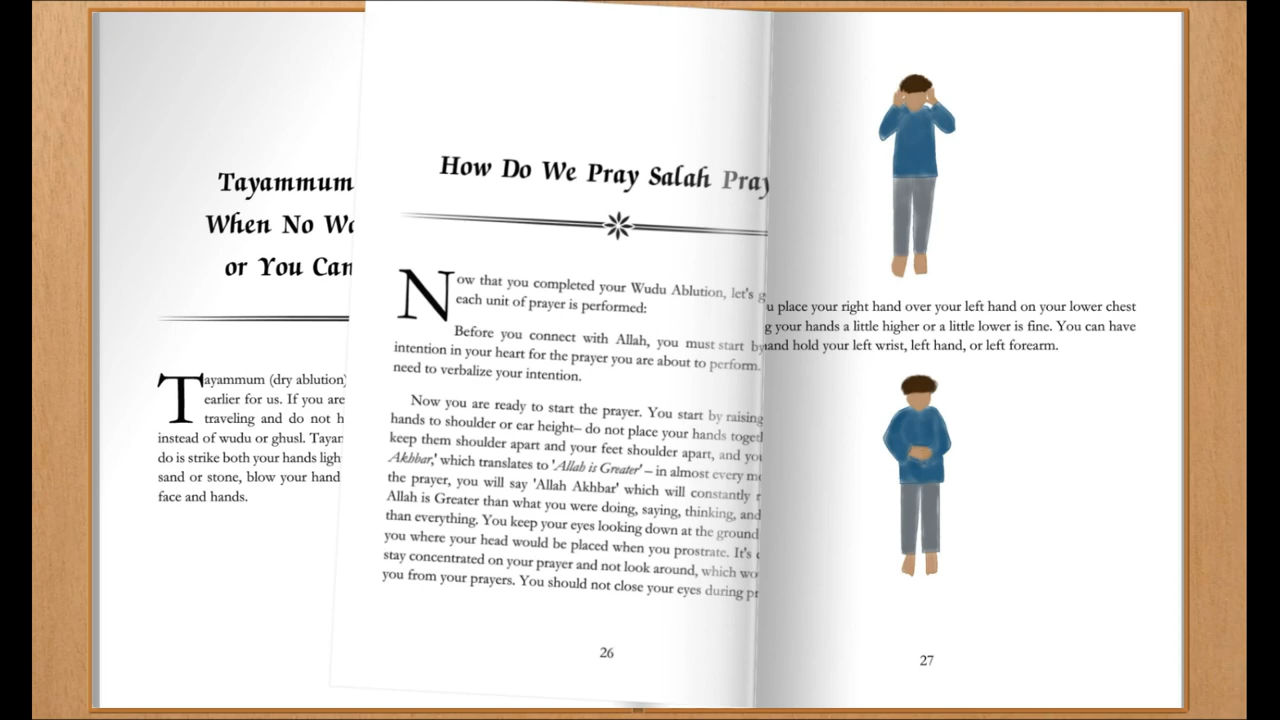 Tayammum
When No
or You Can
Tayammum (dry ablution)
earlier for us. If you are
traveling and do not
instead of wudu or ghusl.
do is strike both your hands
sand or stone, blow your hand
face and hands.
How Do We Pray Salah
Now that you completed your Wudu Ablution, let's
each unit of prayer is performed:
Before you connect with Allah, you must start by
intention in your heart for the prayer you are about to perform.
need to verbalize your intention.
Now you are ready to start the prayer. You start by raising
hands to shoulder or ear height– do not place your hands
keep them shoulder apart and your feet shoulder apart, and
Akhbar,' which translates to 'Allah is Greater' – in almost every
the prayer, you will say 'Allah Akhbar' which will constantly
Allah is Greater than what you were doing, saying, thinking, and
than everything. You keep your eyes looking down at the ground
you where your head would be placed when you prostrate. It's
stay concentrated on your prayer and not look around, which
you from your prayers. You should not close your eyes during
26
place your right hand over your left hand on your lower chest
your hands a little higher or a little lower is fine. You can have
hand hold your left wrist, left hand, or left forearm.
27